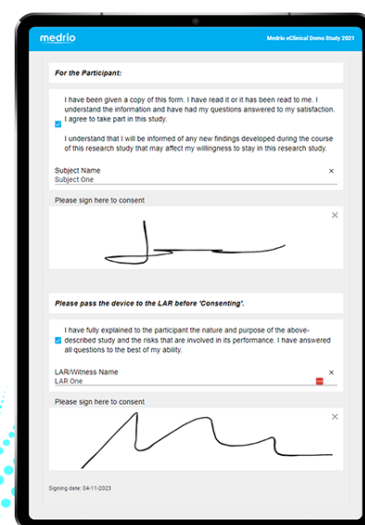 medrio
Medrio eClinical Demo Study 2021
For the Participant:
I have been given a copy of this form. I have read it or it has been read to me. I
understand the information and have had my questions answered to my satisfaction.
I agree to take part in this study.
I understand that I will be informed of any new findings developed during the course
of this research study that may affect my willingness to stay in this research study.
Subject Name
Subject One
Please sign here to consent
Please pass the device to the LAR before 'Consenting'.
I have fully explained to the participant the nature and purpose of the above-
described study and the risks that are involved in its performance. I have answered
all questions to the best of my ability.
LAR/Witness Name
LAR One
Please sign here to consent
Signing date: 04-11-2023